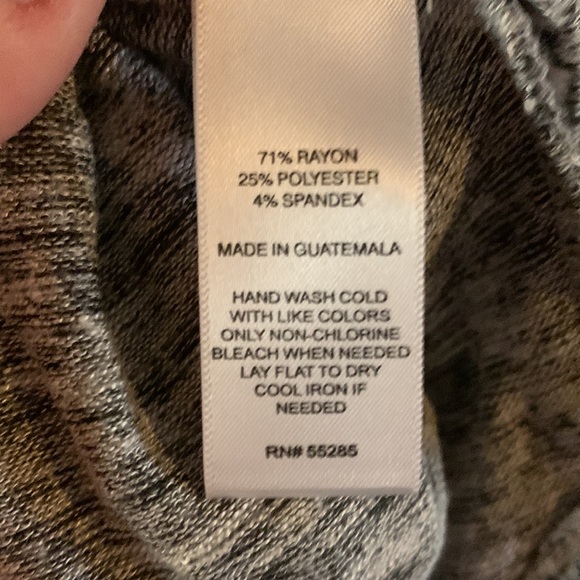 71% RAYON
25% POLYESTER
4% SPANDEX
MADE IN GUATEMALA
HAND WASH COLD
WITH LIKE COLORS
ONLY NON-CHLORINE
BLEACH WHEN NEEDED
LAY FLAT TO DRY
COOL IRON IF
NEEDED
RN# 55285